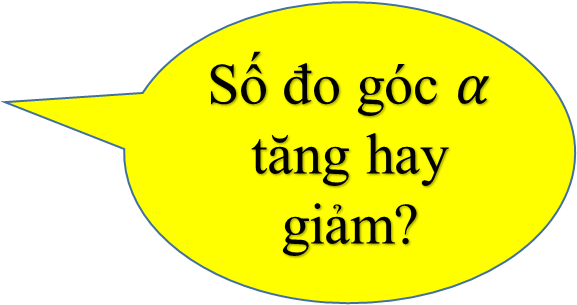 Số đo góc α
tăng hay
giảm?